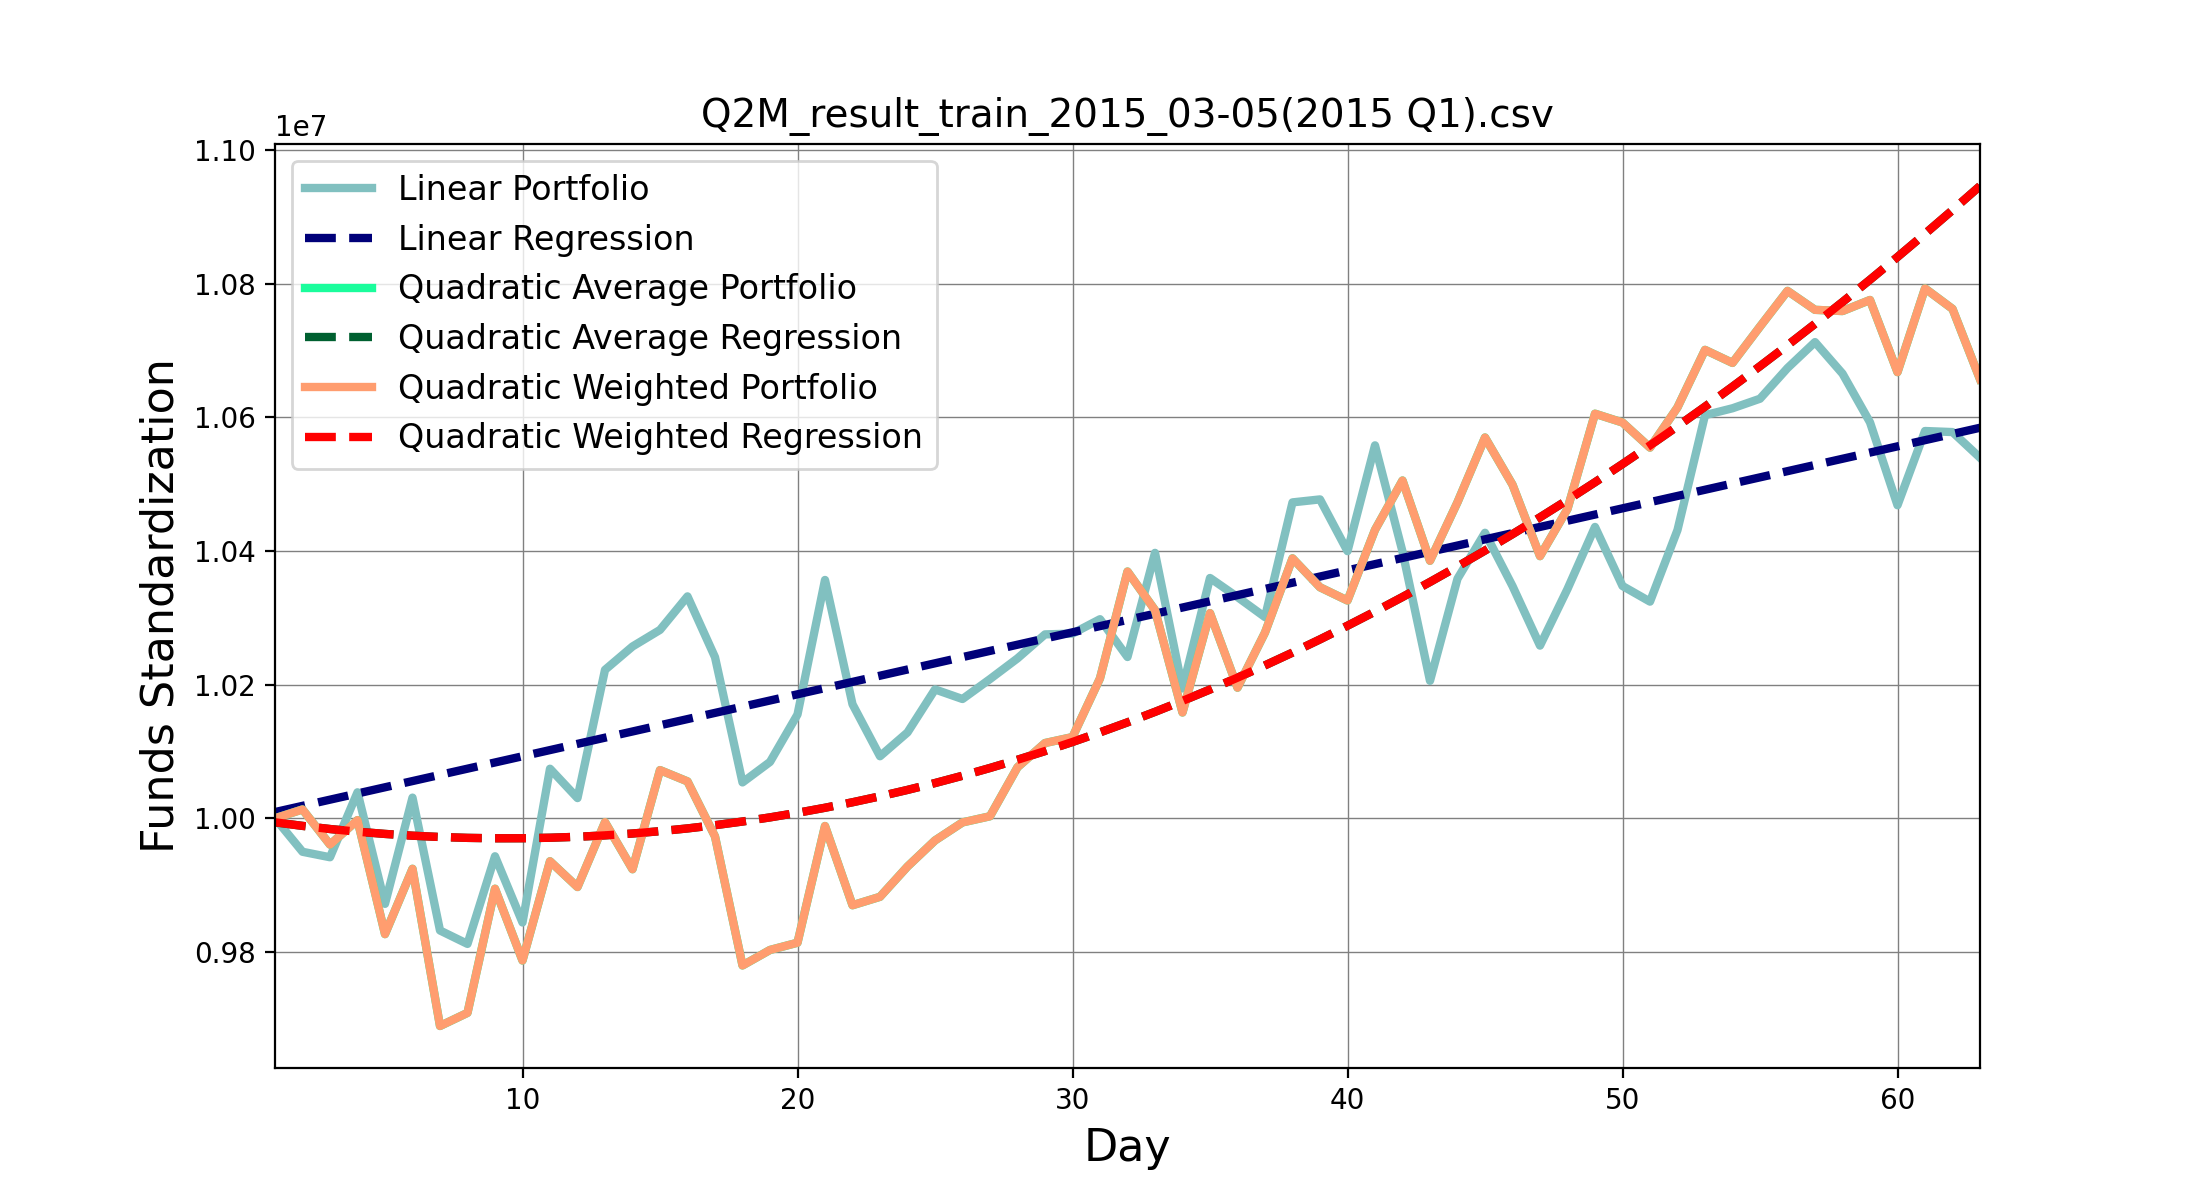 Q2M_result_train_2015_03-05(2015 Q1).csv
1e7
1.10
1.08
1.06
1.04
1.02
1.00
0.98
Funds Standardization
Linear Portfolio
Linear Regression
Quadratic Average Portfolio
Quadratic Average Regression
Quadratic Weighted Portfolio
Quadratic Weighted Regression
10 20 30 40 50 60
Day